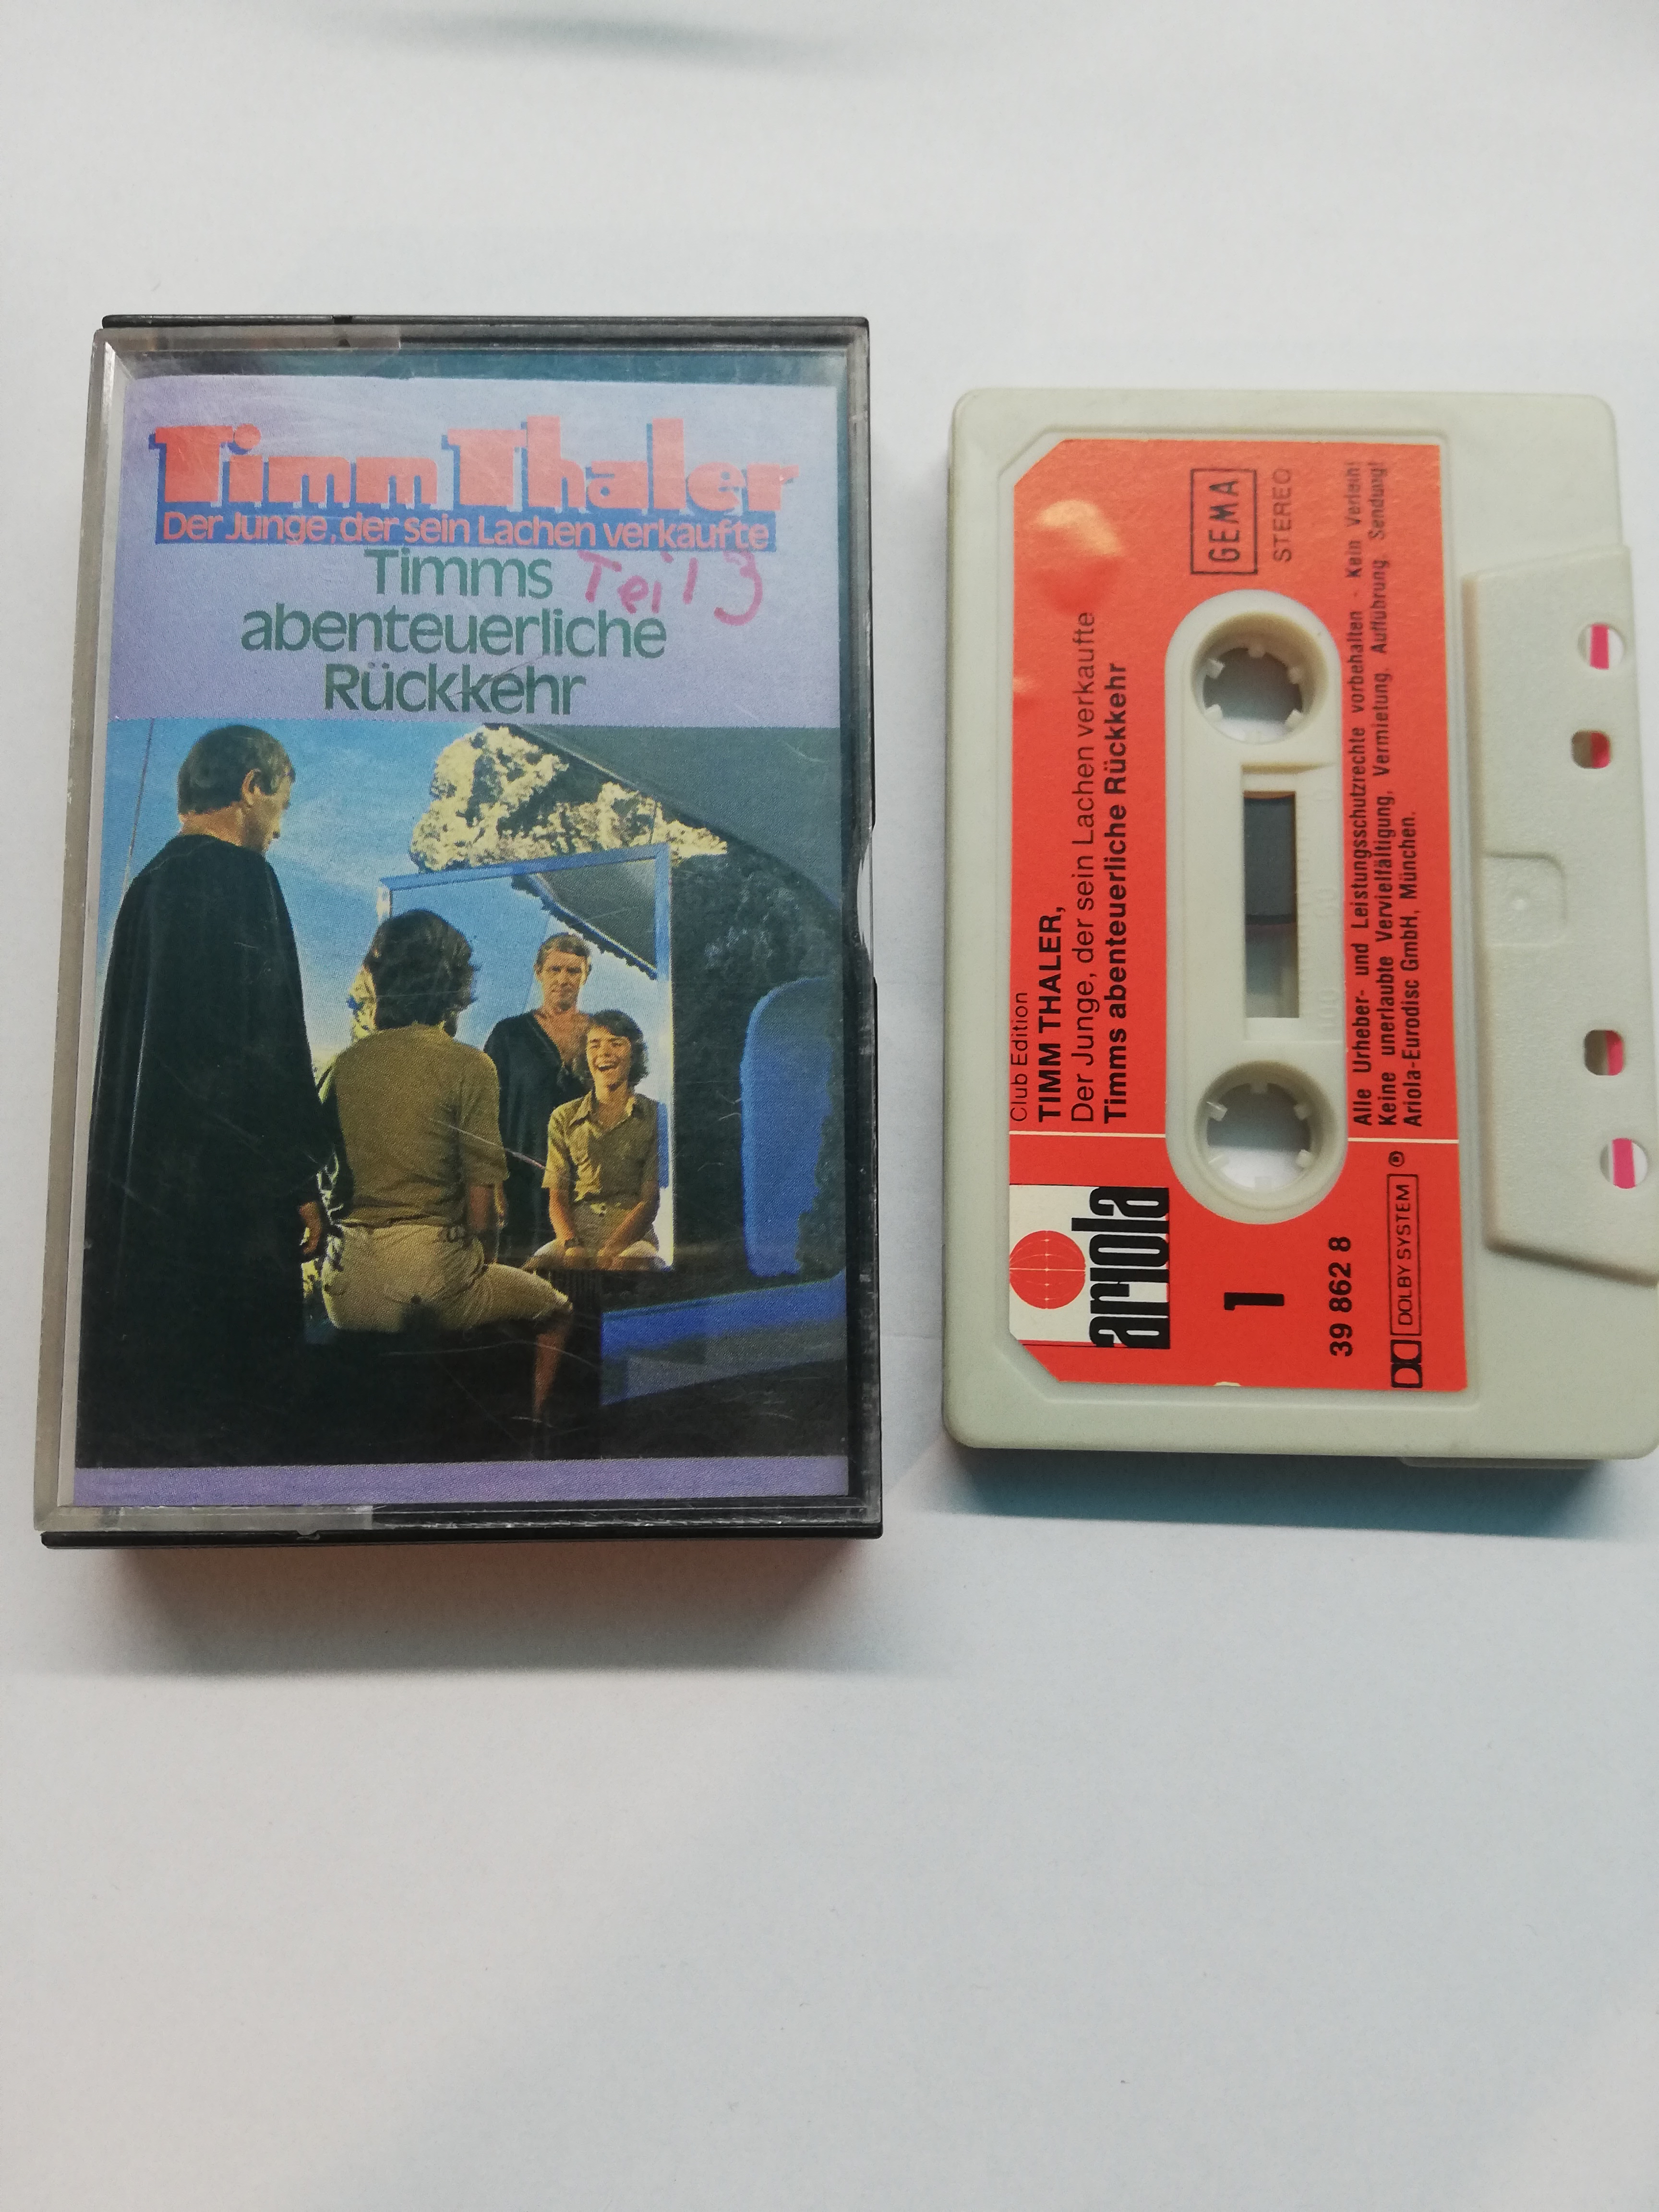 Timm Thaler
Der Junge, der sein Lachen verkaufte
Timms Teil 3
abenteuerliche
Rückkehr
Club Edition
TIMM THALER,
Der Junge, der sein Lachen verkaufte
Timms abenteuerliche Rückkehr
GEMA
STEREO
ariola
1
39 862 8
Alle Urheber- und Leistungsschutzrechte vorbehalten - Kein Verleih!
Keine unerlaubte Vervielfältigung, Vermietung, Aufführung, Sendung!
Ariola-Eurodisc GmbH, München.
DOLBY SYSTEM ®